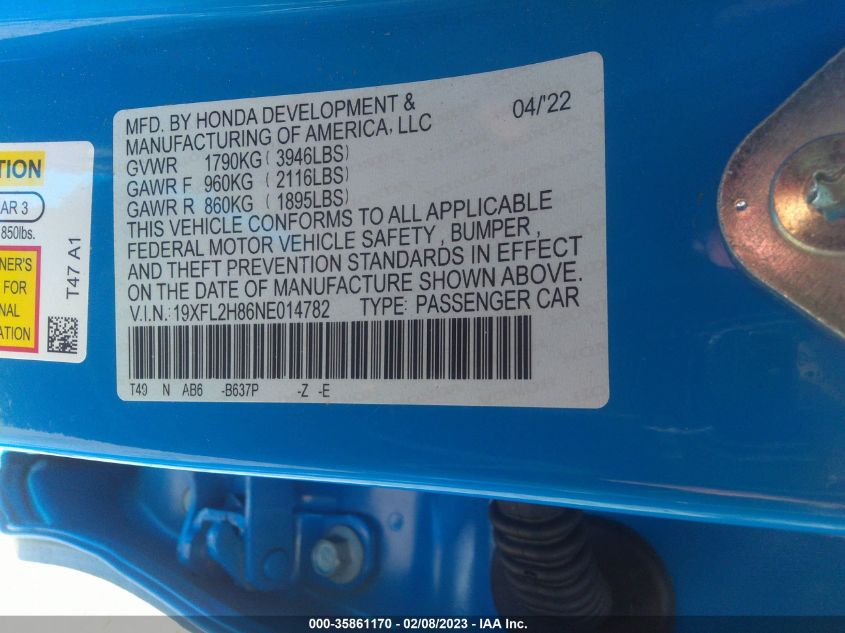 MFD. BY HONDA DEVELOPMENT & 04/'22
MANUFACTURING OF AMERICA, LLC
GVWR 1790KG ( 3946LBS)
GAWR F 960KG ( 2116LBS)
GAWR R 860KG ( 1895LBS)
THIS VEHICLE CONFORMS TO ALL APPLICABLE
FEDERAL MOTOR VEHICLE SAFETY, BUMPER,
AND THEFT PREVENTION STANDARDS IN EFFECT
ON THE DATE OF MANUFACTURE SHOWN ABOVE.
V.I.N.:19XFL2H86NE014782 TYPE: PASSENGER CAR
T49 N AB6 -B637P -Z -E
AR 3
850lbs.
FOR
T47 A1
000-35861170 - 02/08/2023 - IAA Inc.